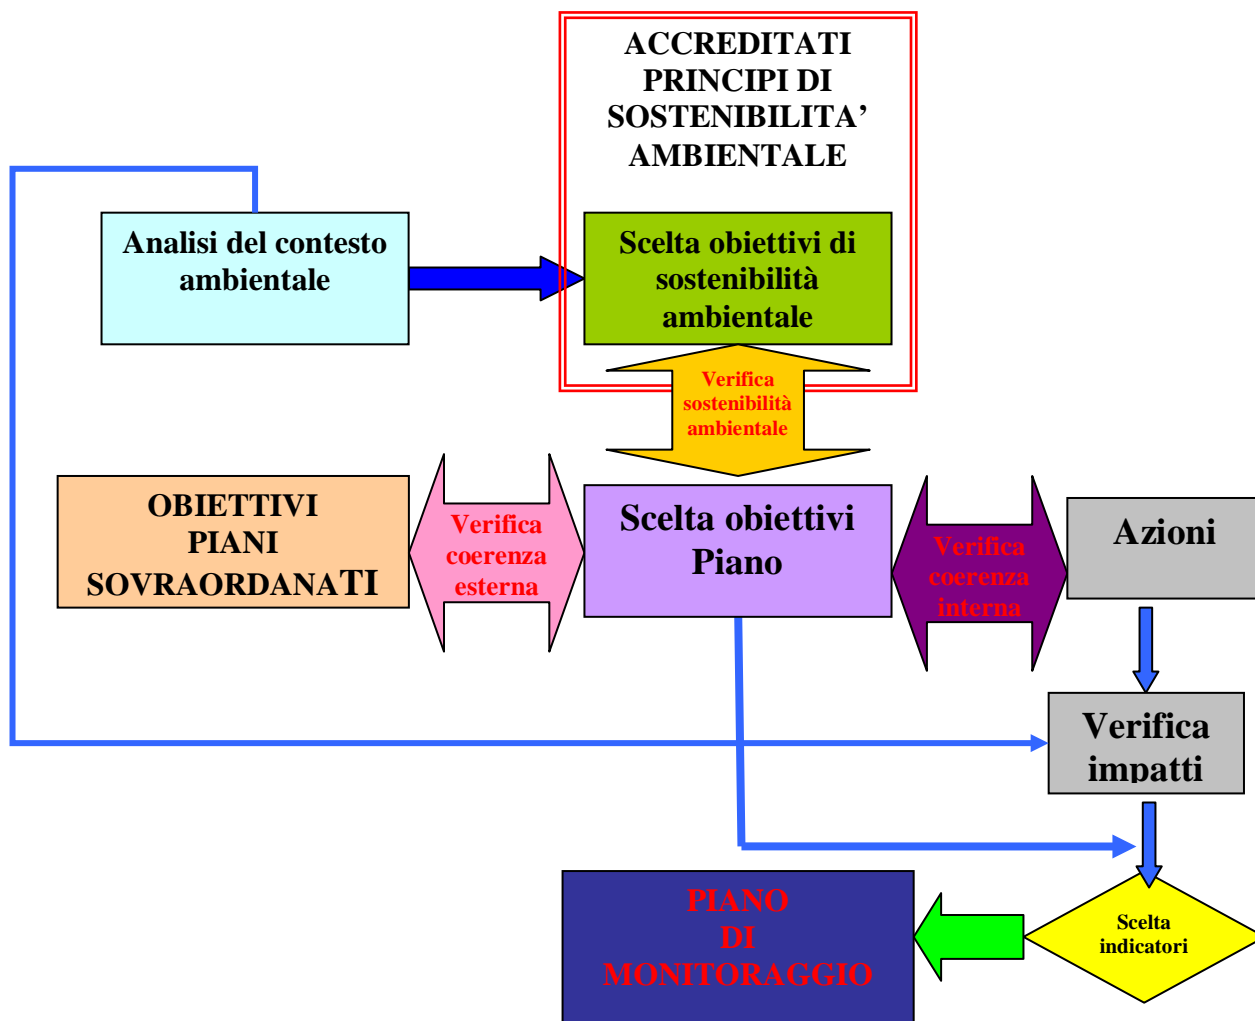 ACCREDITATI
PRINCIPI DI
SOSTENIBILITA’
AMBIENTALE
Analisi del contesto
ambientale
Scelta obiettivi di
sostenibilità
ambientale
Verifica
sostenibilità
ambientale
OBIETTIVI
PIANI
SOVRAORDANATI
Verifica
coerenza
esterna
Scelta obiettivi
Piano
Verifica
coerenza
interna
Azioni
Verifica
impatti
Scelta
indicatori
PIANO
DI
MONITORAGGIO